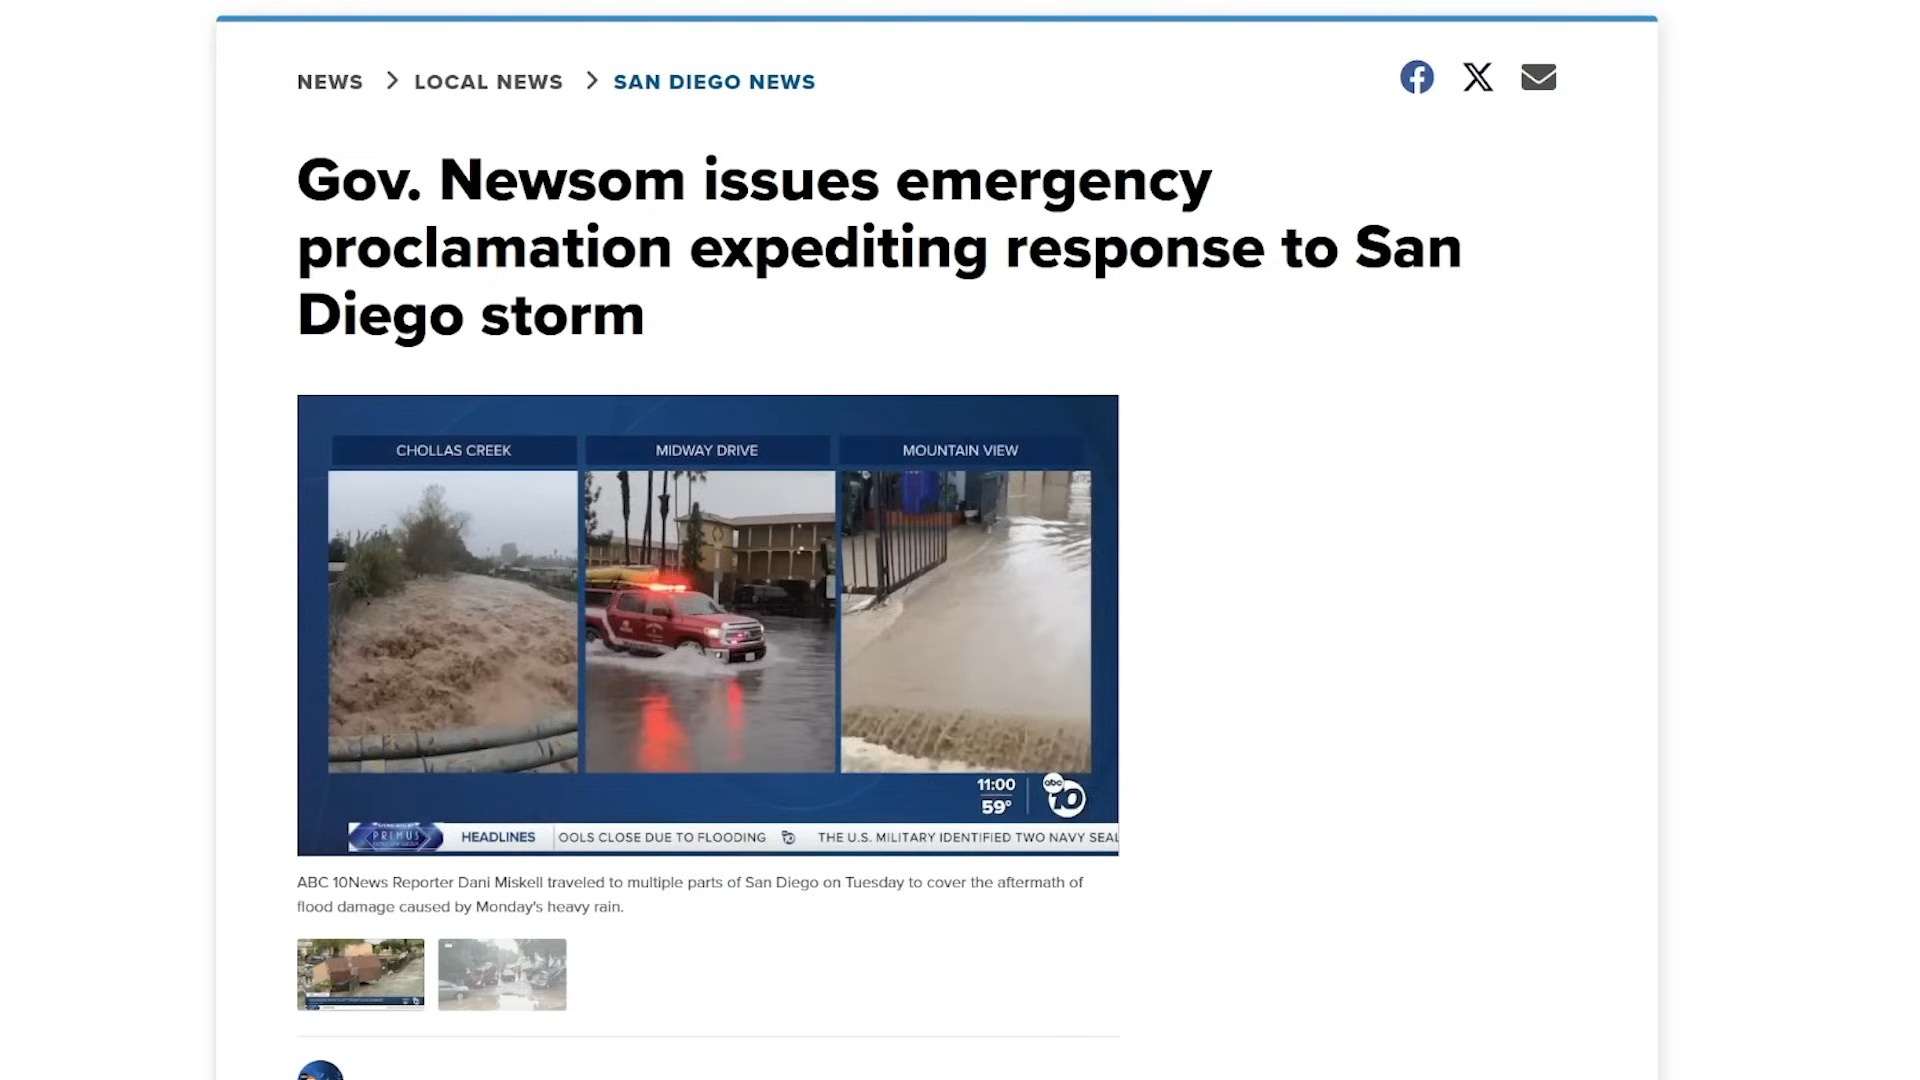 NEWS > LOCAL NEWS > SAN DIEGO NEWS
Gov. Newsom issues emergency
proclamation expediting response to San
Diego storm
CHOLLAS CREEK
MIDWAY DRIVE
MOUNTAIN VIEW
11:00
59°
abc
10
PRIMUS
HEADLINES
OOLS CLOSE DUE TO FLOODING
THE U.S. MILITARY IDENTIFIED TWO NAVY SEAL
ABC 10News Reporter Dani Miskell traveled to multiple parts of San Diego on Tuesday to cover the aftermath of
flood damage caused by Monday's heavy rain.